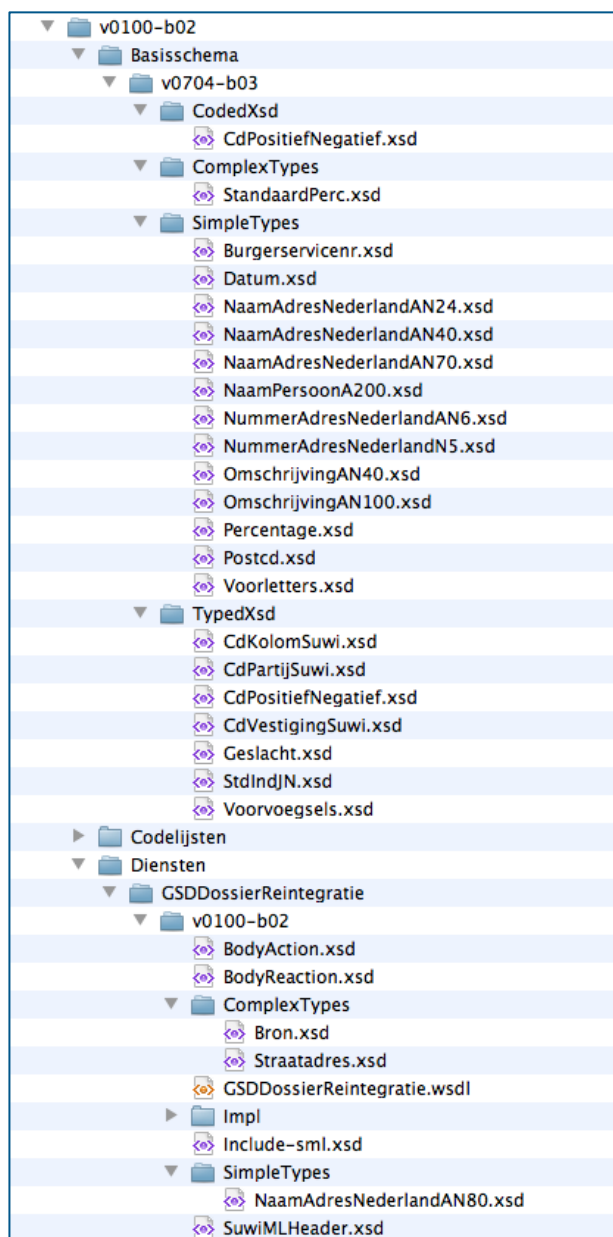 v0100-b02
Basisschema
v0704-b03
CodedXsd
CdPositiefNegatief.xsd
ComplexTypes
StandaardPerc.xsd
SimpleTypes
Burgerservicenr.xsd
Datum.xsd
NaamAdresNederlandAN24.xsd
NaamAdresNederlandAN40.xsd
NaamAdresNederlandAN70.xsd
NaamPersoonA200.xsd
NummerAdresNederlandAN6.xsd
NummerAdresNederlandN5.xsd
OmschrijvingAN40.xsd
OmschrijvingAN100.xsd
Percentage.xsd
Postcd.xsd
Voorletters.xsd
TypedXsd
CdKolomSuwi.xsd
CdPartijSuwi.xsd
CdPositiefNegatief.xsd
CdVestigingSuwi.xsd
Geslacht.xsd
StdIndJN.xsd
Voorvoegsels.xsd
Codelijsten
Diensten
GSDDossierReintegratie
v0100-b02
BodyAction.xsd
BodyReaction.xsd
ComplexTypes
Bron.xsd
Straatadres.xsd
GSDDossierReintegratie.wsdl
Impl
Include-sml.xsd
SimpleTypes
NaamAdresNederlandAN80.xsd
SuwiMLHeader.xsd